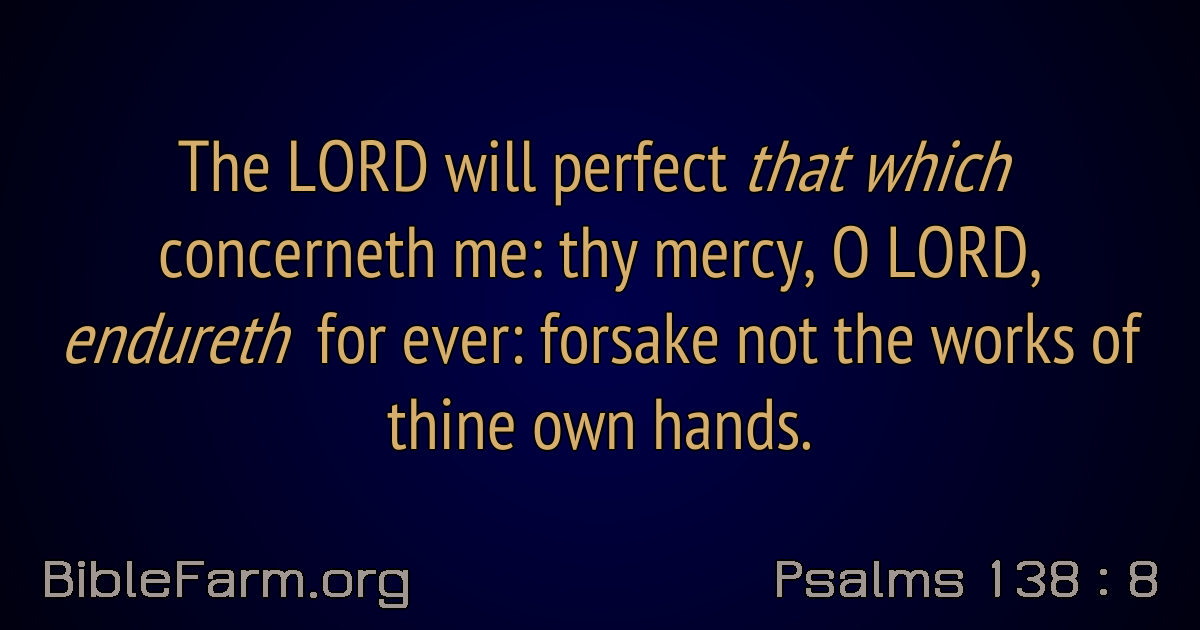 The LORD will perfect that which
concerneth me: thy mercy, O LORD,
endureth for ever: forsake not the works of
thine own hands.
BibleFarm.org
Psalms 138 : 8